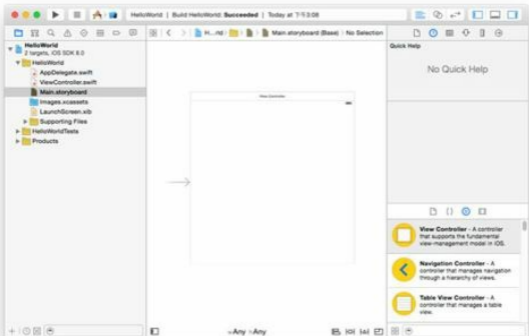 HelloWorld | Build HelloWorld: Succeeded | Today at 下午3:08
HelloWorld
2 targets, iOS SDK 8.0
HelloWorld
AppDelegate.swift
ViewController.swift
Main.storyboard
Images.xcassets
LaunchScreen.xib
Supporting Files
HelloWorldTests
Products
H...rld
Main.storyboard (Base)
No Selection
View Controller
wAny hAny
Quick Help
No Quick Help
View Controller - A controller
that supports the fundamental
view-management model in iOS.
Navigation Controller - A
controller that manages navigation
through a hierarchy of views.
Table View Controller - A
controller that manages a table
view.